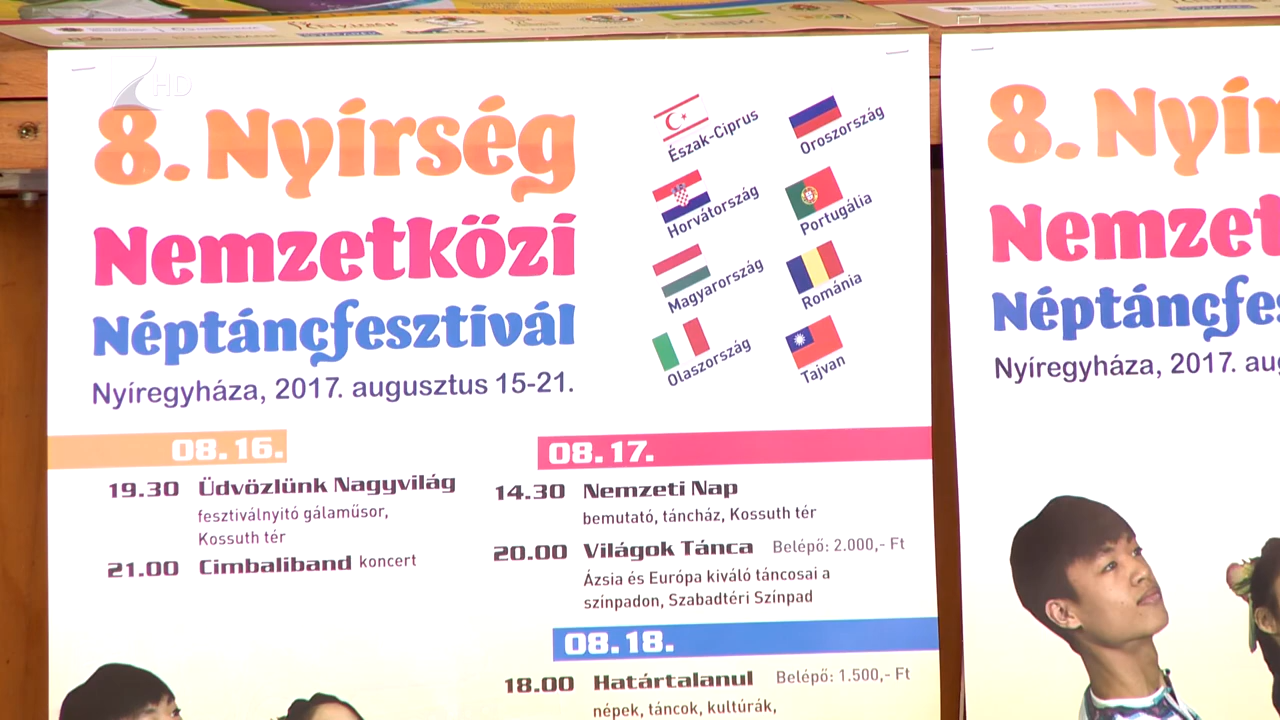 HD
8. Nyírség
Nemzetközi
Néptáncfesztivál
Nyíregyháza, 2017. augusztus 15-21.
Észak-Ciprus
Oroszország
Horvátország
Portugália
Magyarország
Románia
Olaszország
Tajvan
08.16.
19.30 Üdvözlünk Nagyvilág
fesztiválnyitó gálaműsor,
Kossuth tér
21.00 Cimbaliband koncert
08.17.
14.30 Nemzeti Nap
bemutató, táncház, Kossuth tér
20.00 Világok Tánca Belépő: 2.000,- Ft
Ázsia és Európa kiváló táncosai a
színpadon, Szabadtéri Színpad
08.18.
18.00 Határtalanul Belépő: 1.500,- Ft
népek, táncok, kultúrák,
8. Nyír
Nemzet
Néptáncfes
Nyíregyháza, 2017. au